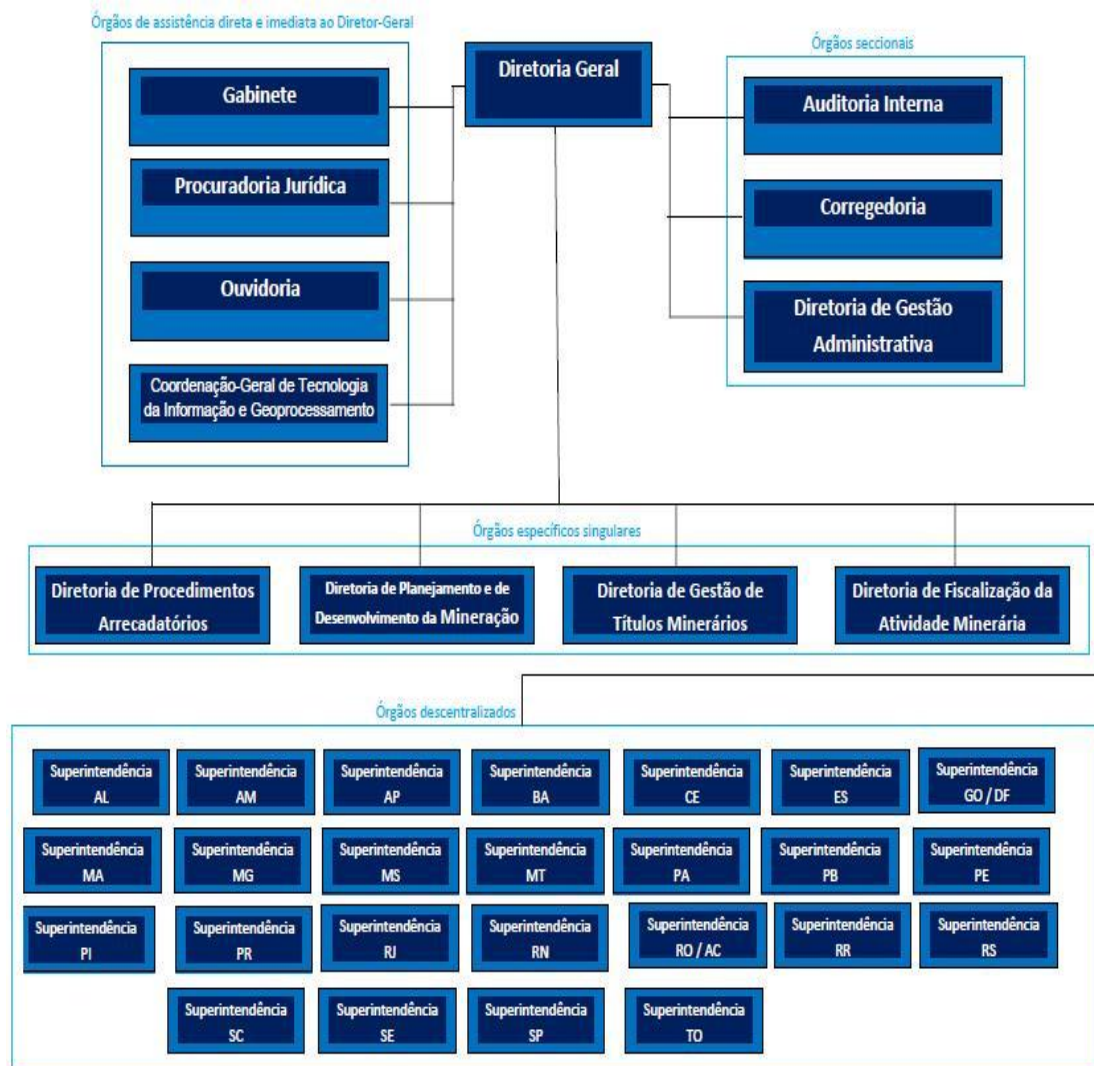 Órgãos de assistência direta e imediata ao Diretor-Geral
Gabinete
Procuradoria Jurídica
Ouvidoria
Coordenação-Geral de Tecnologia
da Informação e Geoprocessamento
Diretoria Geral
Órgãos seccionais
Auditoria Interna
Corregedoria
Diretoria de Gestão
Administrativa
Órgãos específicos singulares
Diretoria de Procedimentos
Arrecadatórios
Diretoria de Planejamento e de
Desenvolvimento da Mineração
Diretoria de Gestão de
Títulos Minerários
Diretoria de Fiscalização da
Atividade Minerária
Órgãos descentralizados
Superintendência
AL
Superintendência
AM
Superintendência
AP
Superintendência
BA
Superintendência
CE
Superintendência
ES
Superintendência
GO / DF
Superintendência
MA
Superintendência
MG
Superintendência
MS
Superintendência
MT
Superintendência
PA
Superintendência
PB
Superintendência
PE
Superintendência
PI
Superintendência
PR
Superintendência
RJ
Superintendência
RN
Superintendência
RO / AC
Superintendência
RR
Superintendência
RS
Superintendência
SC
Superintendência
SE
Superintendência
SP
Superintendência
TO